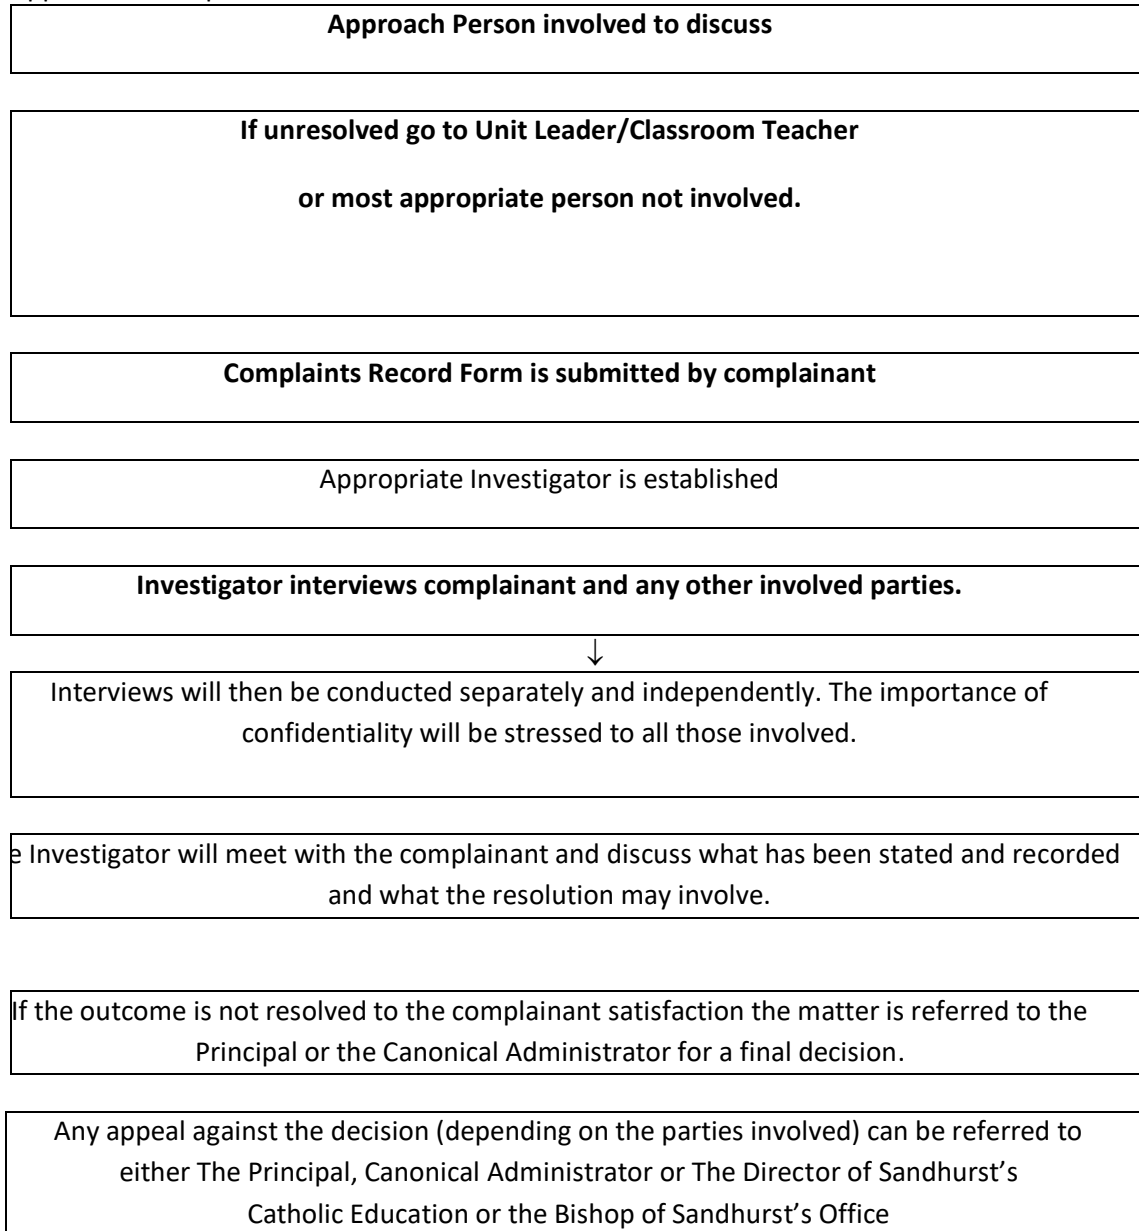 Approach Person involved to discuss
If unresolved go to Unit Leader/Classroom Teacher
or most appropriate person not involved.
Complaints Record Form is submitted by complainant
Appropriate Investigator is established
Investigator interviews complainant and any other involved parties.
↓
Interviews will then be conducted separately and independently. The importance of
confidentiality will be stressed to all those involved.
e Investigator will meet with the complainant and discuss what has been stated and recorded
and what the resolution may involve.
If the outcome is not resolved to the complainant satisfaction the matter is referred to the
Principal or the Canonical Administrator for a final decision.
Any appeal against the decision (depending on the parties involved) can be referred to
either The Principal, Canonical Administrator or The Director of Sandhurst’s
Catholic Education or the Bishop of Sandhurst’s Office